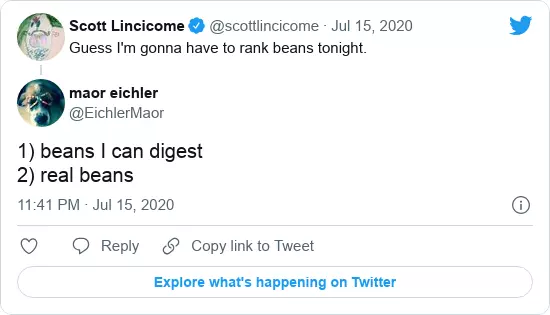 Scott Lincicome @scottlincicome · Jul 15, 2020
Guess I'm gonna have to rank beans tonight.
maor eichler
@EichlerMaor
1) beans I can digest
2) real beans
11:41 PM · Jul 15, 2020
Reply Copy link to Tweet
Explore what's happening on Twitter